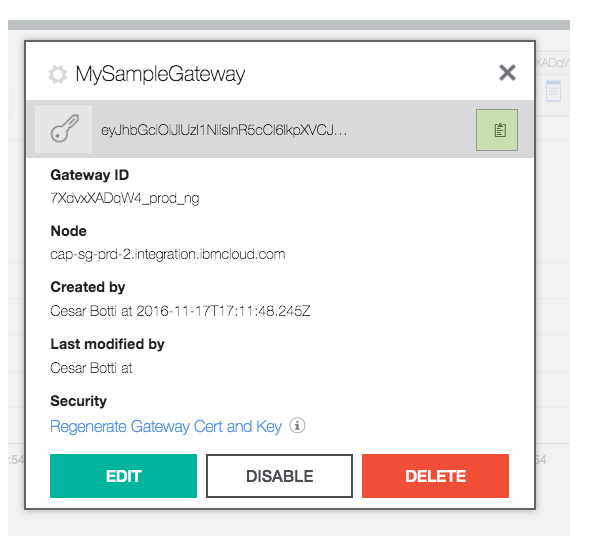 MySampleGateway
eyJhbGciOiJIUzI1NiIsInR5cCI6IkpXVCJ...
Gateway ID
7XdvxXADqW4_prod_ng
Node
cap-sg-prd-2.integration.ibmcloud.com
Created by
Cesar Botti at 2016-11-17T17:11:48.245Z
Last modified by
Cesar Botti at
Security
Regenerate Gateway Cert and Key
:54
54
EDIT
DISABLE
DELETE